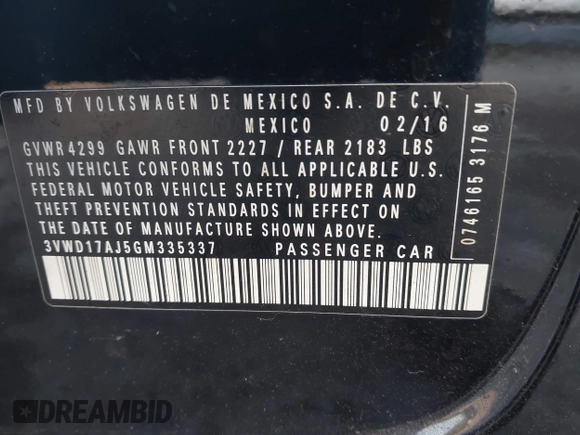 MFD BY VOLKSWAGEN DE MEXICO S.A. DE C.V.
MEXICO 02/16
GVWR 4299 GAWR FRONT 2227 / REAR 2183 LBS
THIS VEHICLE CONFORMS TO ALL APPLICABLE U.S.
FEDERAL MOTOR VEHICLE SAFETY, BUMPER AND
THEFT PREVENTION STANDARDS IN EFFECT ON
THE DATE OF MANUFACTURE SHOWN ABOVE.
3VWD17AJ5GM335337 PASSENGER CAR
0746165 3176 M
DREAMBID